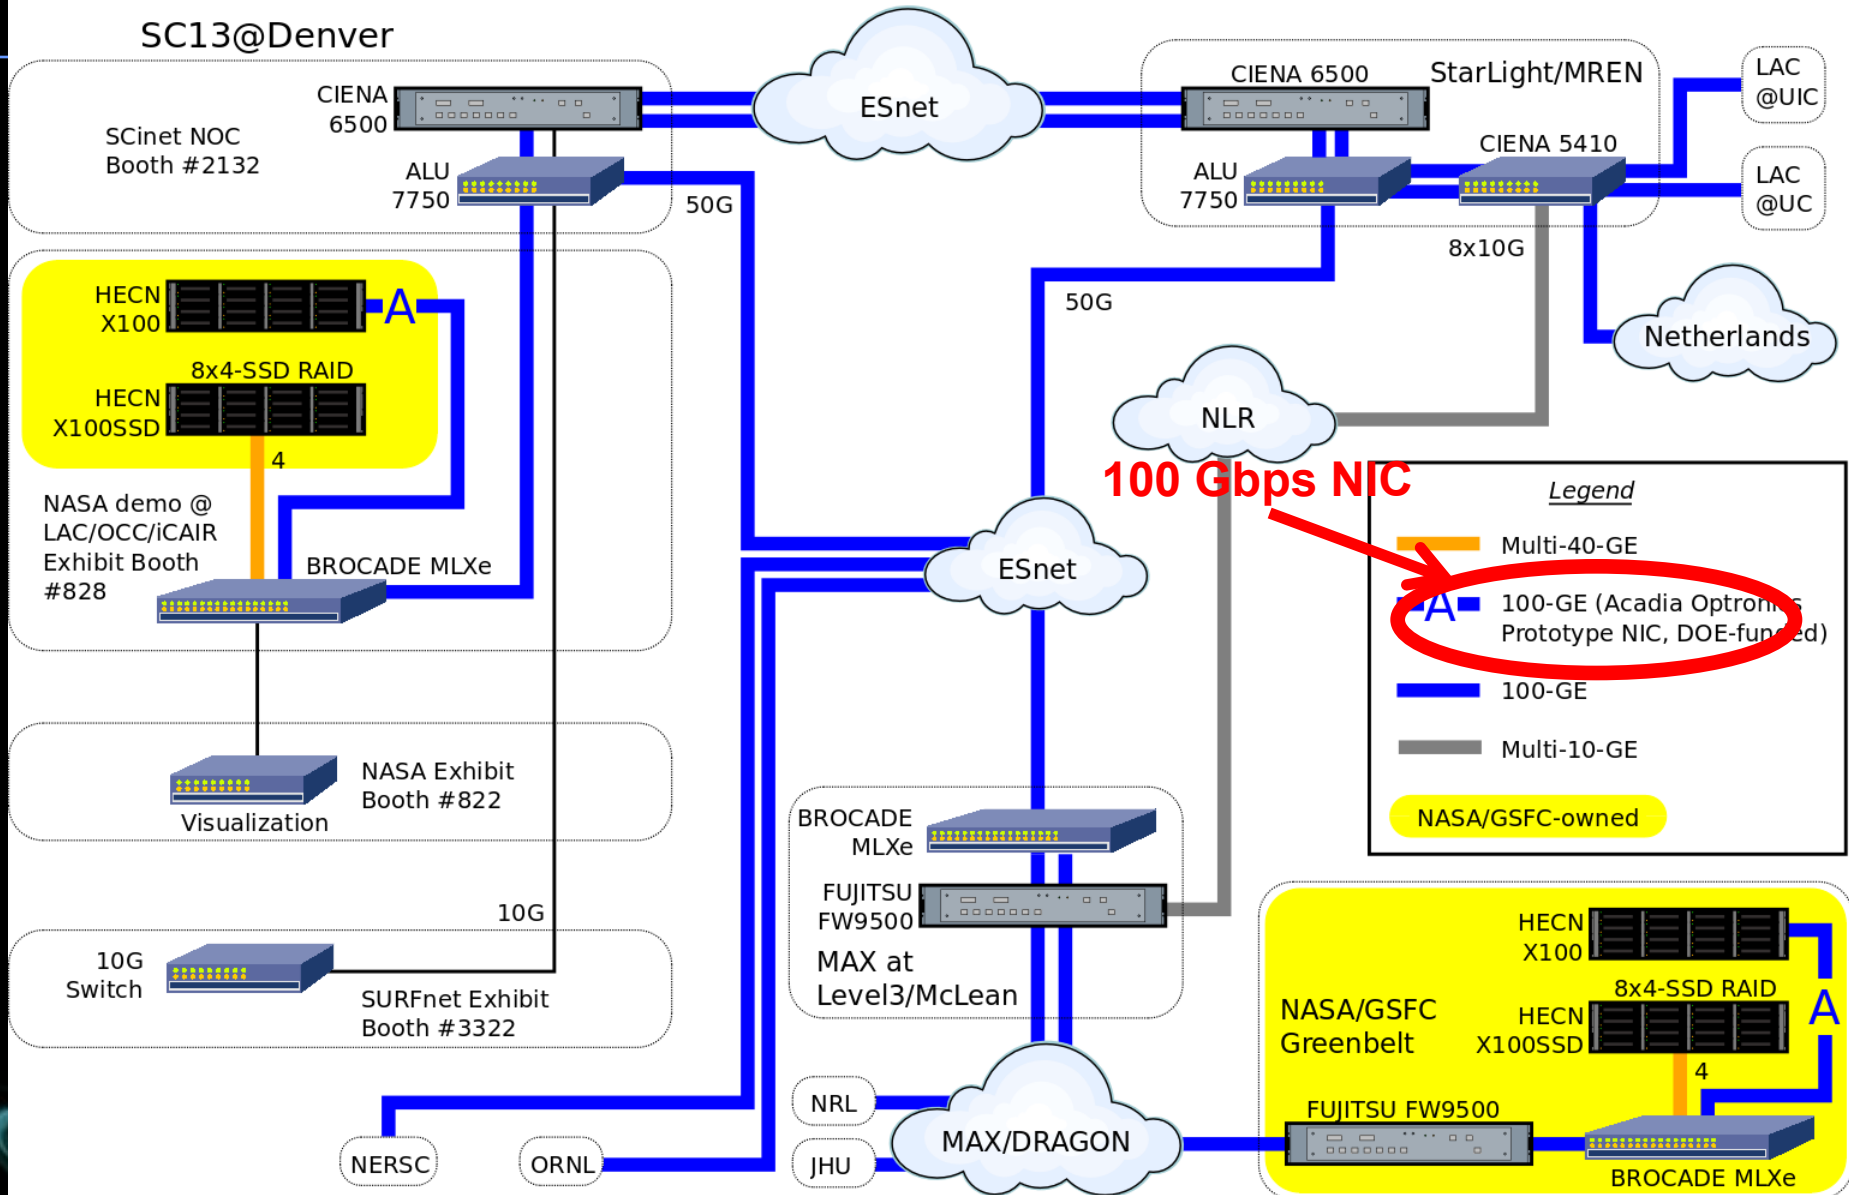 SC13@Denver
CIENA
6500
SCinet NOC
Booth #2132
ALU
7750
50G
ESnet
CIENA 6500
StarLight/MREN
CIENA 5410
ALU
7750
8x10G
50G
LAC
@UIC
LAC
@UC
Netherlands
NLR
HECN
X100
A
8x4-SSD RAID
HECN
X100SSD
4
NASA demo @
LAC/OCC/iCAIR
Exhibit Booth
#828
BROCADE MLXe
100 Gbps NIC
Legend
Multi-40-GE
A
100-GE (Acadia Optronics
Prototype NIC, DOE-funded)
100-GE
Multi-10-GE
NASA/GSFC-owned
ESnet
NASA Exhibit
Booth #822
Visualization
10G
10G
Switch
SURFnet Exhibit
Booth #3322
BROCADE
MLXe
FUJITSU
FW9500
MAX at
Level3/McLean
NERSC
ORNL
NRL
JHU
MAX/DRAGON
NASA/GSFC
Greenbelt
HECN
X100
A
8x4-SSD RAID
HECN
X100SSD
4
FUJITSU FW9500
BROCADE MLXe